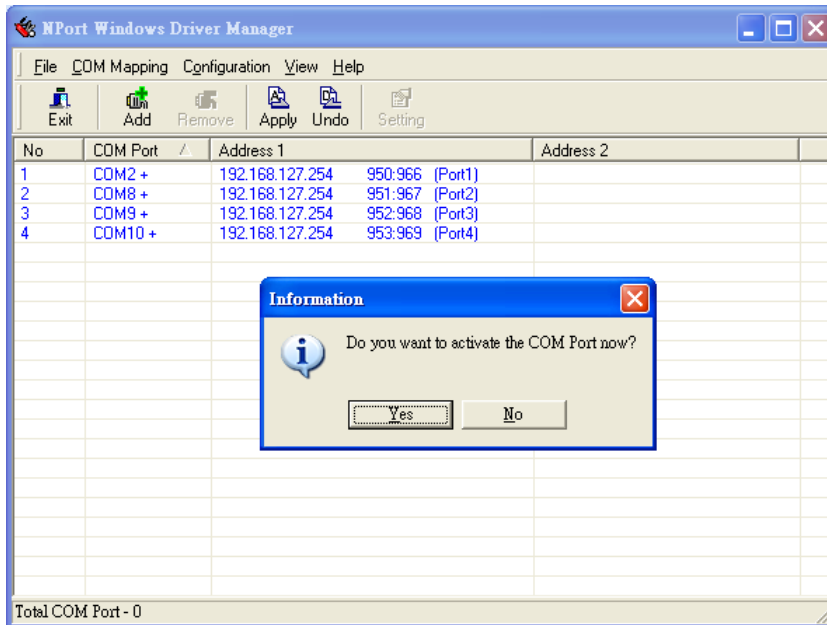 NPort Windows Driver Manager
File COM Mapping Configuration View Help
Exit Add Remove Apply Undo Setting
No COM Port Address 1 Address 2
1 COM2 + 192.168.127.254 950:966 (Port1)
2 COM8 + 192.168.127.254 951:967 (Port2)
3 COM9 + 192.168.127.254 952:968 (Port3)
4 COM10 + 192.168.127.254 953:969 (Port4)
Information
Do you want to activate the COM Port now?
Yes No
Total COM Port - 0